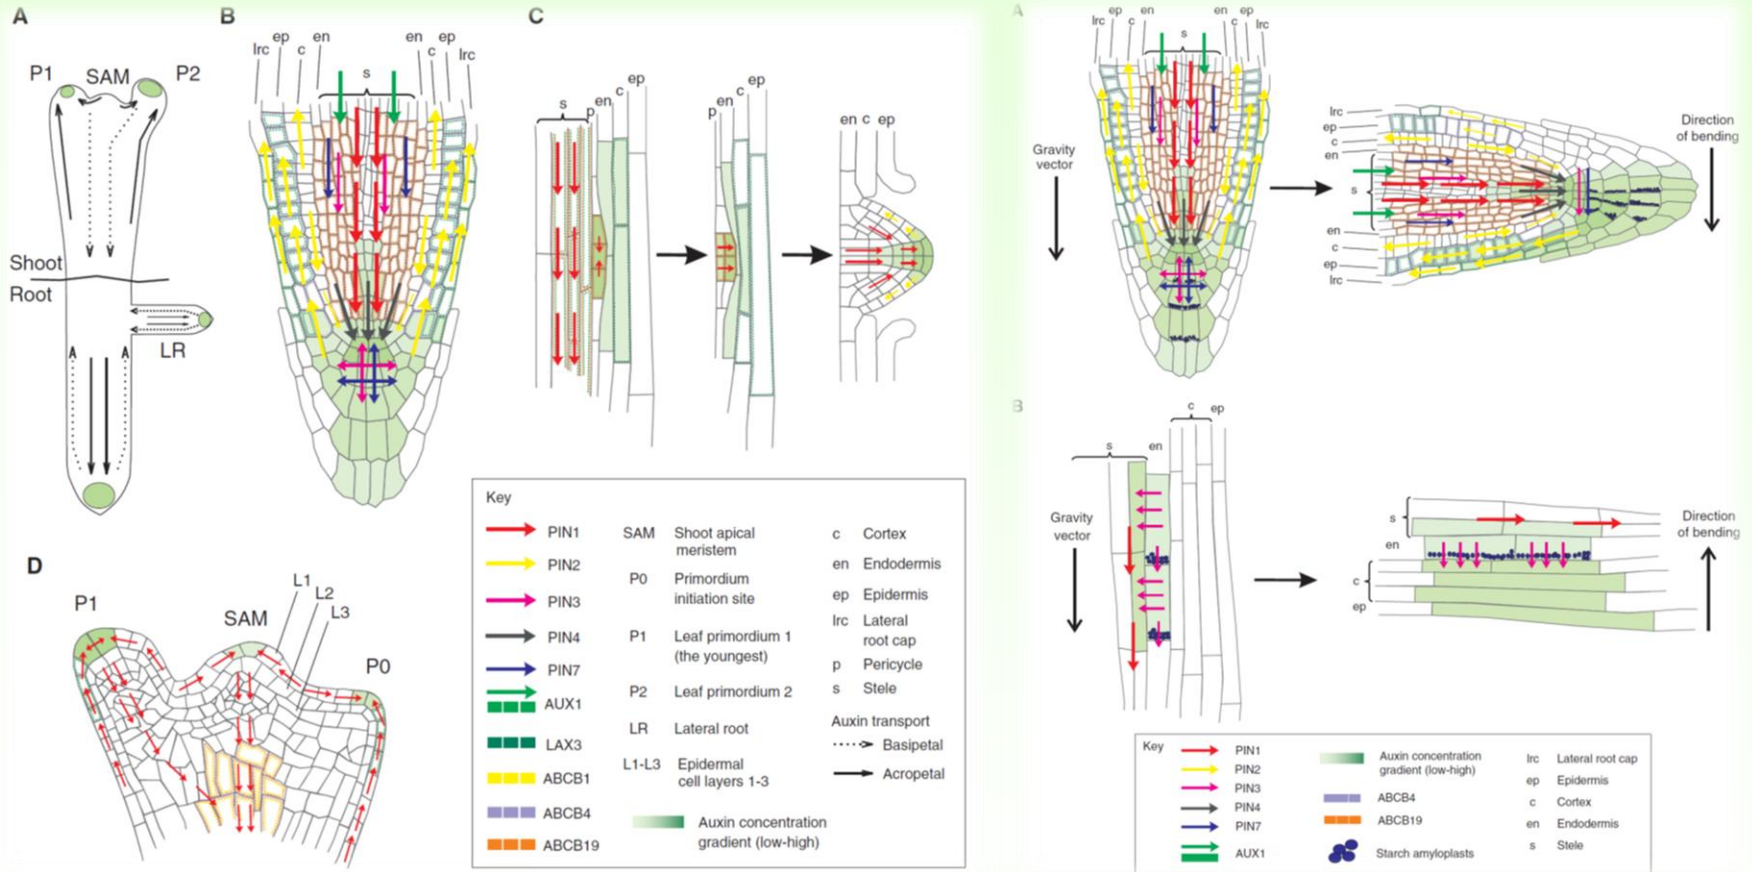 A
P1
SAM
P2
Shoot
Root
LR
B
lrc
ep
c
en
s
en
c
ep
lrc
C
s
p
en
c
ep
p
en
c
ep
en c ep
D
P1
SAM
L1
L2
L3
P0
Key
PIN1
PIN2
PIN3
PIN4
PIN7
AUX1
LAX3
ABCB1
ABCB4
ABCB19
SAM Shoot apical
meristem
P0 Primordium
initiation site
P1 Leaf primordium 1
(the youngest)
P2 Leaf primordium 2
LR Lateral root
L1-L3 Epidermal
cell layers 1-3
Auxin concentration
gradient (low-high)
c Cortex
en Endodermis
ep Epidermis
lrc Lateral
root cap
p Pericycle
s Stele
Auxin transport
Basipetal
Acropetal
A
lrc
ep
c
en
s
en
c
ep
lrc
Gravity
vector
lrc
ep
c
en
s
en
c
ep
lrc
Direction
of bending
B
s
en
c
ep
Gravity
vector
s
en
c
ep
Direction
of bending
Key
PIN1
PIN2
PIN3
PIN4
PIN7
AUX1
Auxin concentration
gradient (low-high)
ABCB4
ABCB19
Starch amyloplasts
lrc Lateral root cap
ep Epidermis
c Cortex
en Endodermis
s Stele